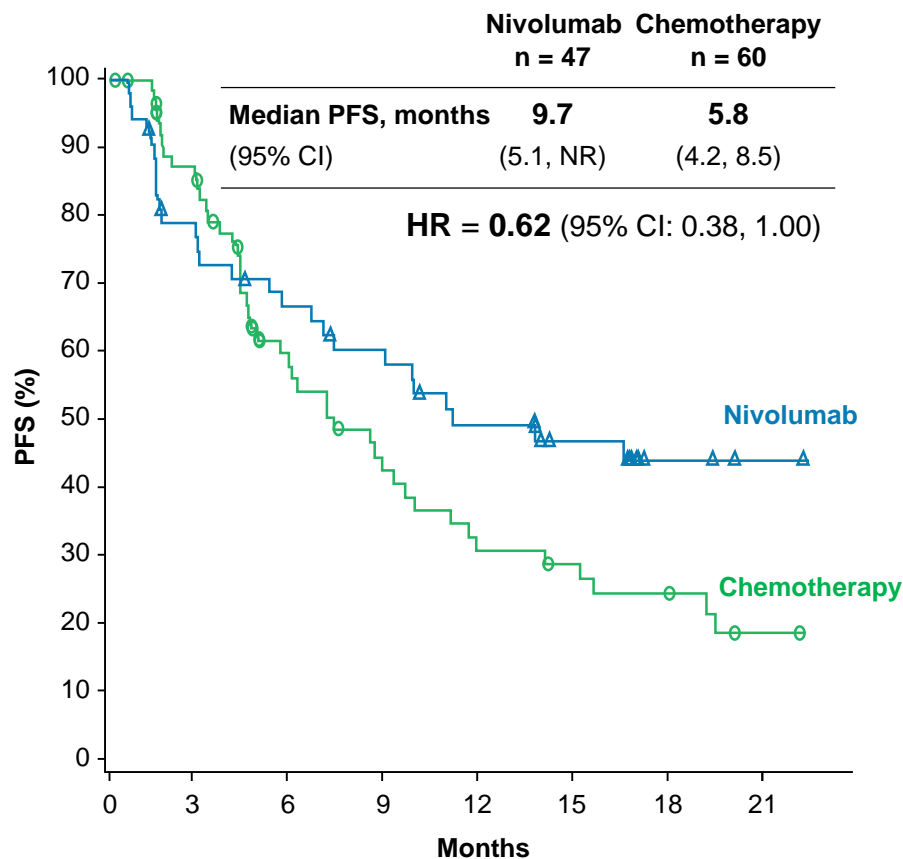 Nivolumab Chemotherapy
n = 47 n = 60
Median PFS, months 9.7 5.8
(95% CI) (5.1, NR) (4.2, 8.5)
HR = 0.62 (95% CI: 0.38, 1.00)
PFS (%)
100
90
80
70
60
50
40
30
20
100
0
Nivolumab
Chemotherapy
0 3 6 9 12 15 18 21
Months